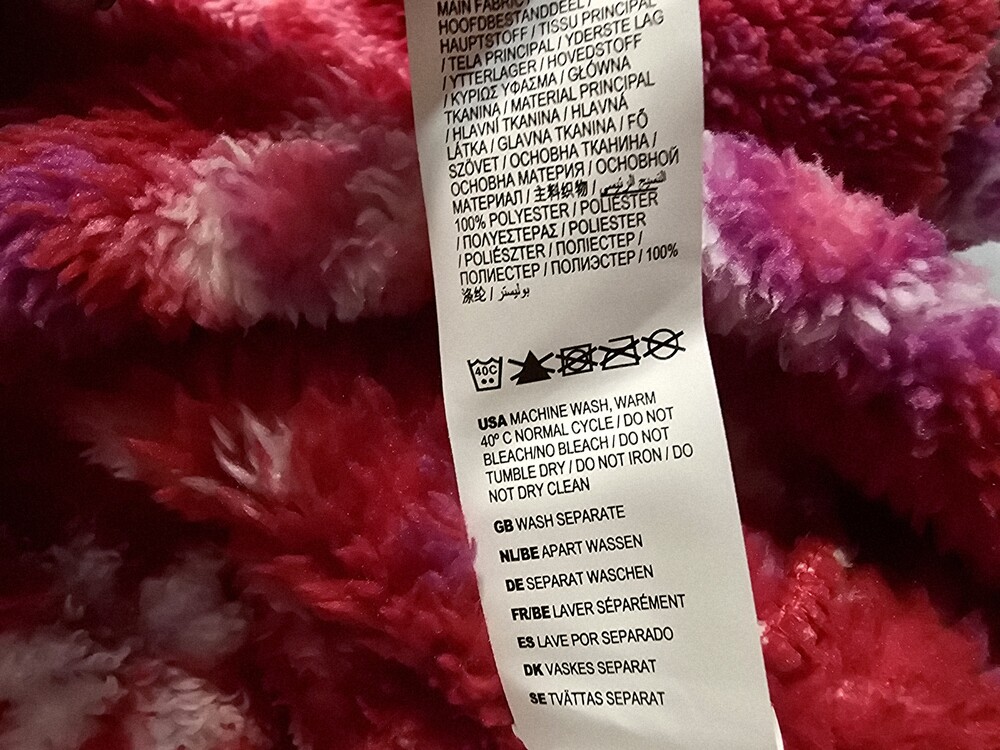 MAIN FABRIC /
HOOFDBESTANDDEEL /
HAUPTSTOFF / TISSU PRINCIPAL
/ TELA PRINCIPAL / YDERSTE LAG
/ YTTERLAGER / HOVEDSTOFF
/ ΚΥΡΙΩΣ ΥΦΑΣΜΑ / GŁÓWNA
TKANINA / MATERIAL PRINCIPAL
/ HLAVNÍ TKANINA / HLAVNÁ
LÁTKA / GLAVNA TKANINA / FŐ
SZÖVET / ОСНОВНА ТКАНИНА /
ОСНОВНА МАТЕРИЯ / ОСНОВНОЙ
МАТЕРИАЛ / 主料织物 / النسيج الرئيسي
100% POLYESTER / POLIÉSTER
/ ΠΟΛΥΕΣΤΕΡΑΣ / POLIESTER
/ POLIÉSZTER / ПОЛІЕСТЕР /
ПОЛИЕСТЕР / ПОЛИЭСТЕР / 100%
涤纶 / بوليستر
40C
USA MACHINE WASH, WARM
40º C NORMAL CYCLE / DO NOT
BLEACH/NO BLEACH / DO NOT
TUMBLE DRY / DO NOT IRON / DO
NOT DRY CLEAN
GB WASH SEPARATE
NL/BE APART WASSEN
DE SEPARAT WASCHEN
FR/BE LAVER SÉPARÉMENT
ES LAVE POR SEPARADO
DK VASKES SEPARAT
SE TVÄTTAS SEPARAT